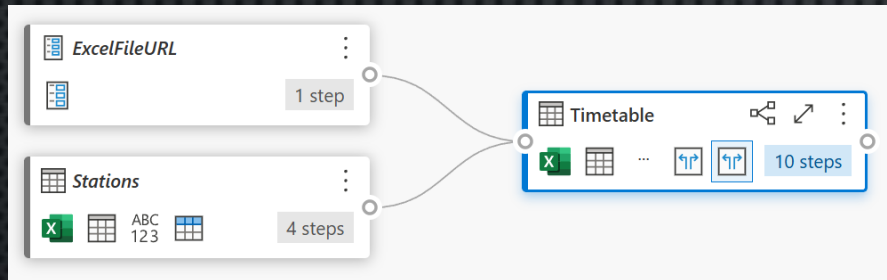 ExcelFileURL
1 step
Timetable
X
10 steps
Stations
X
ABC
123
4 steps